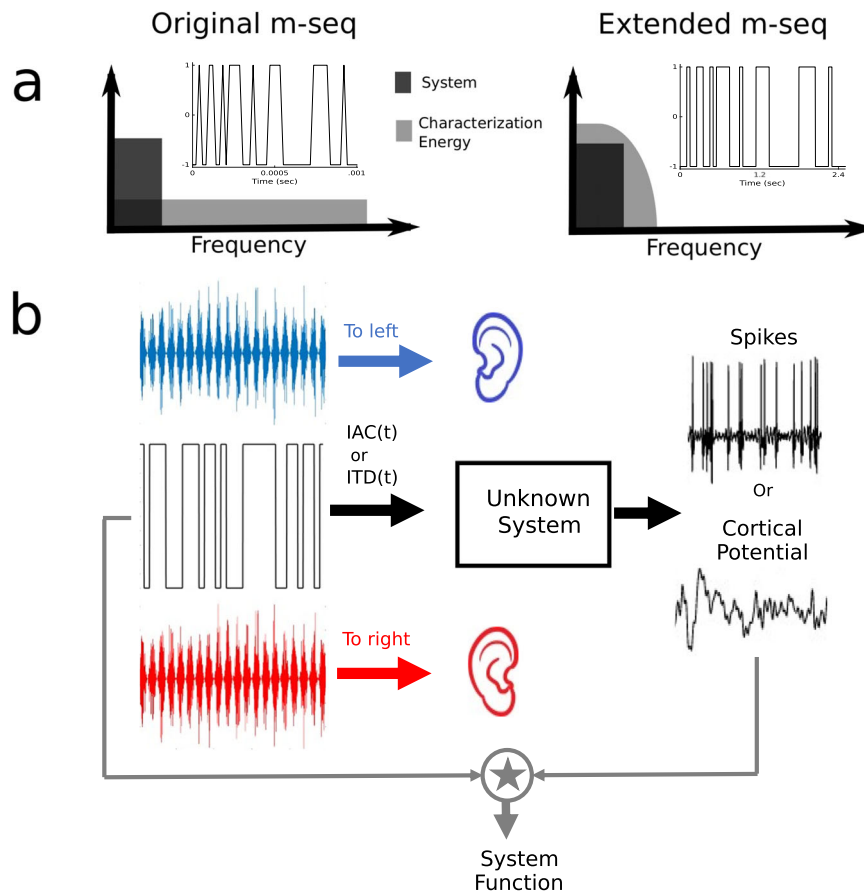 Original m-seq
Extended m-seq
a
1
0
-1
0
0.0005
.001
Time (sec)
System
Characterization
Energy
Frequency
1
0
-1
0
1.2
2.4
Time (sec)
Frequency
b
To left
IAC(t)
or
ITD(t)
To right
Unknown
System
Spikes
Or
Cortical
Potential
System
Function